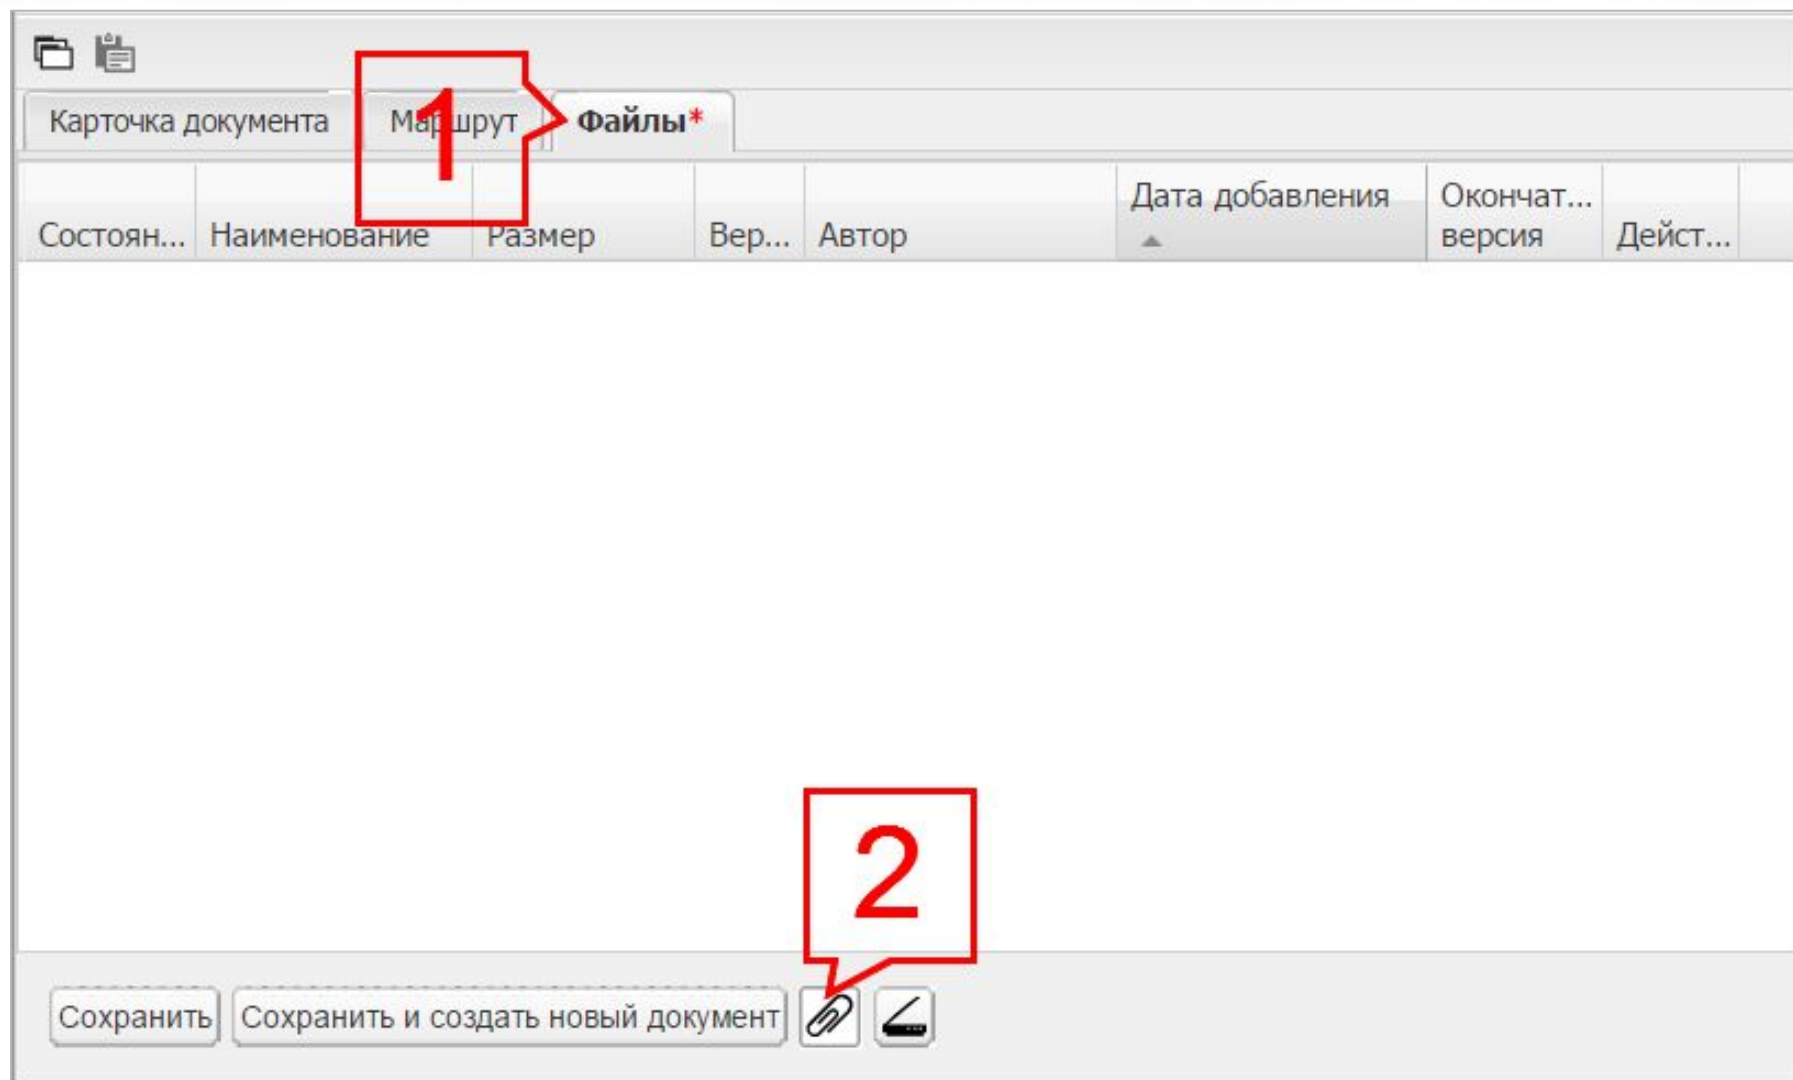 1
Карточка документа Маршрут Файлы*
Состоян... Наименование Размер Вер... Автор Дата добавления Окончат... версия Дейст...
2
Сохранить Сохранить и создать новый документ